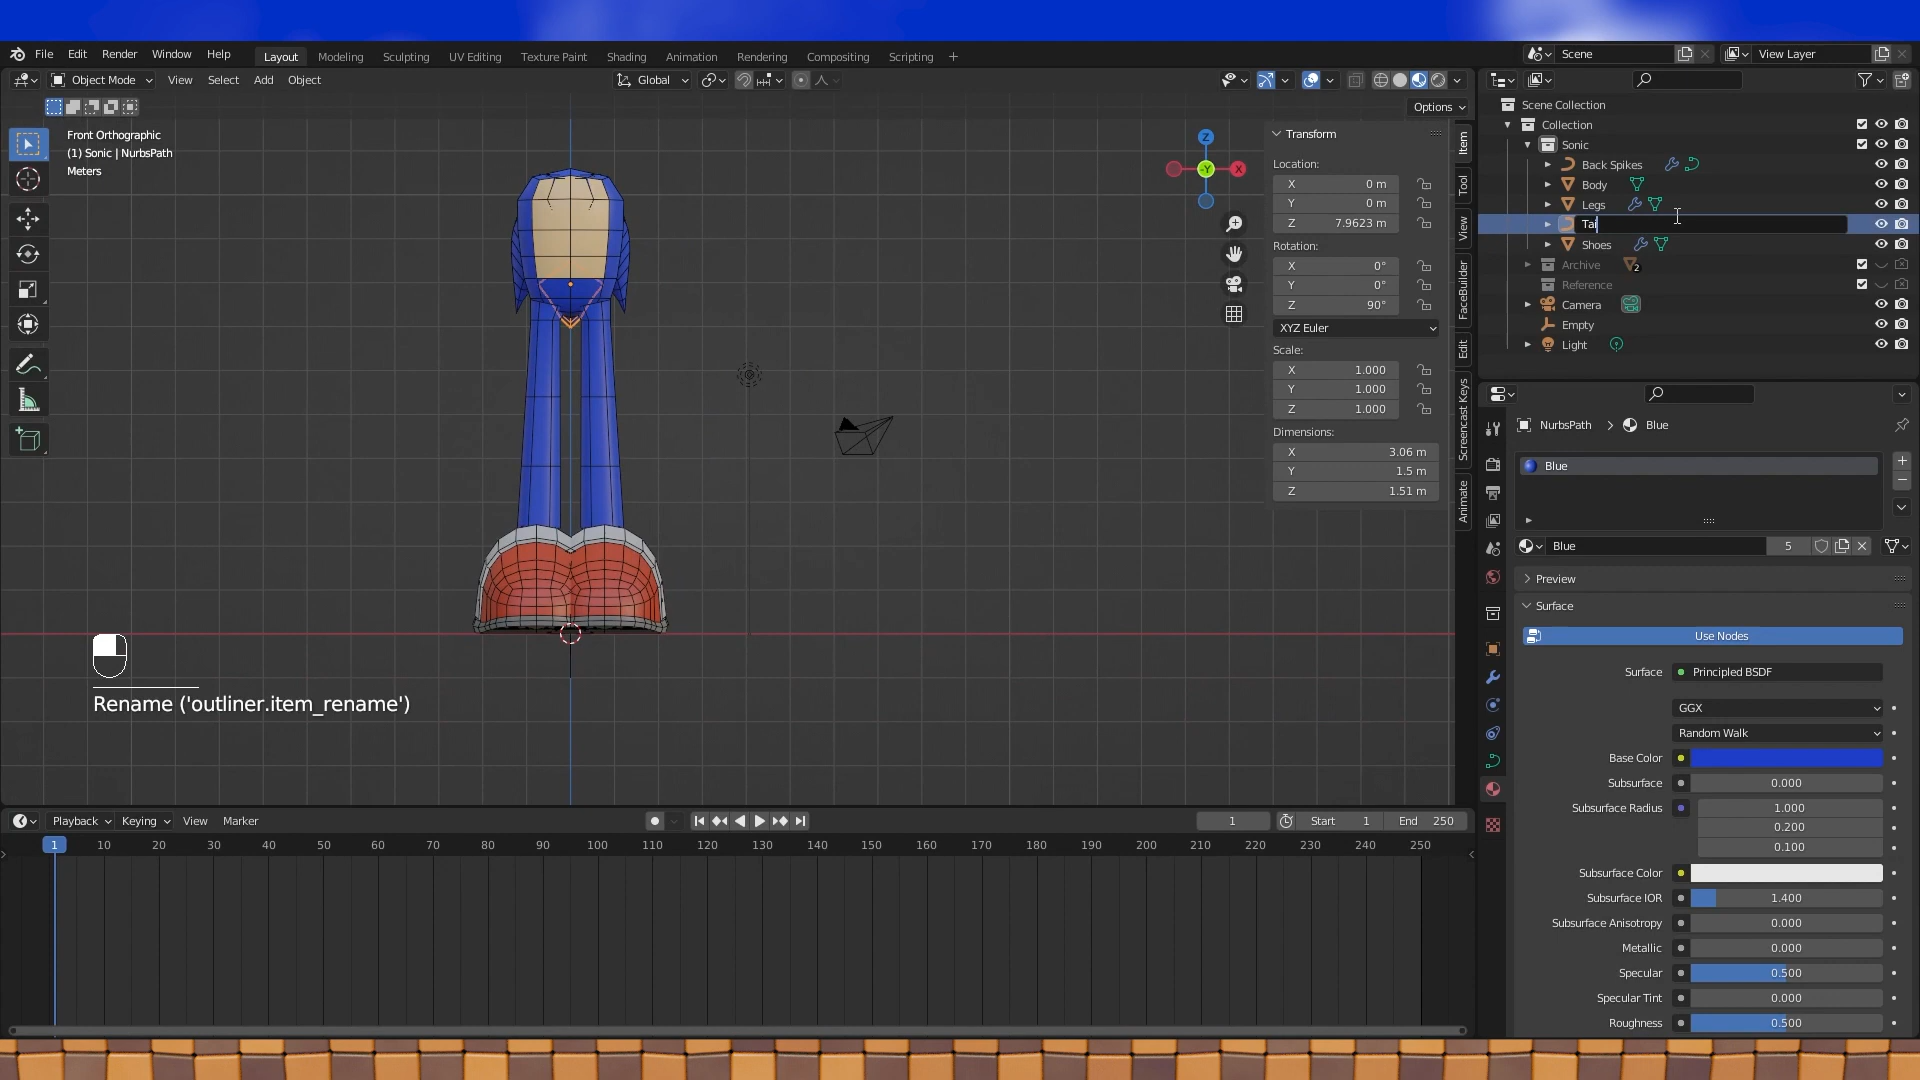 File Edit Render Window Help Layout Modeling Sculpting UV Editing Texture Paint Shading Animation Rendering Compositing Scripting + Scene View Layer
Object Mode View Select Add Object Global
Options
Front Orthographic
(1) Sonic | NurbsPath
Meters
Z
X
-Y
Transform
Location:
X 0 m
Y 0 m
Z 7.9623 m
Rotation:
X 0°
Y 0°
Z 90°
XYZ Euler
Scale:
X 1.000
Y 1.000
Z 1.000
Dimensions:
X 3.06 m
Y 1.5 m
Z 1.51 m
Item
Tool
View
FaceBuilder
Edit
Screencast Keys
Animate
Scene Collection
Collection
Sonic
Back Spikes
Body
Legs
Tai
Shoes
Archive 2
Reference
Camera
Empty
Light
NurbsPath > Blue
Blue
Blue 5
Preview
Surface
Use Nodes
Surface Principled BSDF
GGX
Random Walk
Base Color
Subsurface 0.000
Subsurface Radius 1.000
0.200
0.100
Subsurface Color
Subsurface IOR 1.400
Subsurface Anisotropy 0.000
Metallic 0.000
Specular 0.500
Specular Tint 0.000
Roughness 0.500
Rename ('outliner.item_rename')
Playback Keying View Marker 1 Start 1 End 250
1 10 20 30 40 50 60 70 80 90 100 110 120 130 140 150 160 170 180 190 200 210 220 230 240 250